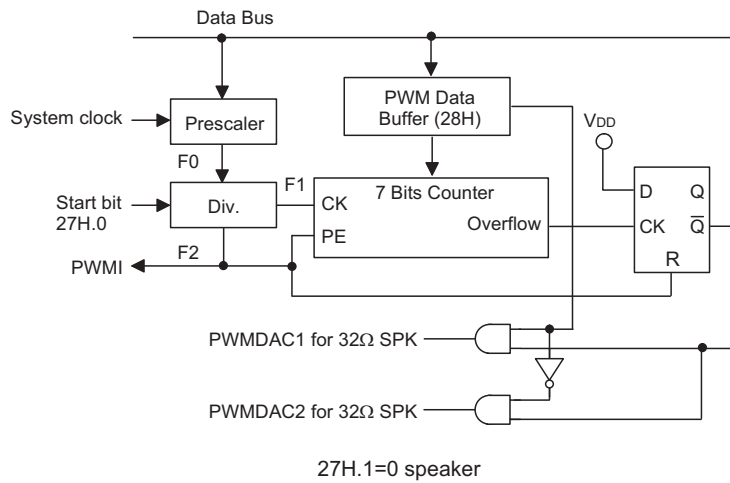 Data Bus
System clock
Prescaler
PWM Data
Buffer (28H)
VDD
F0
F1
Start bit
27H.0
Div.
7 Bits Counter
CK
PE
Overflow
D
Q
CK
Q̅
R
F2
PWMI
PWMDAC1 for 32Ω SPK
PWMDAC2 for 32Ω SPK
27H.1=0 speaker